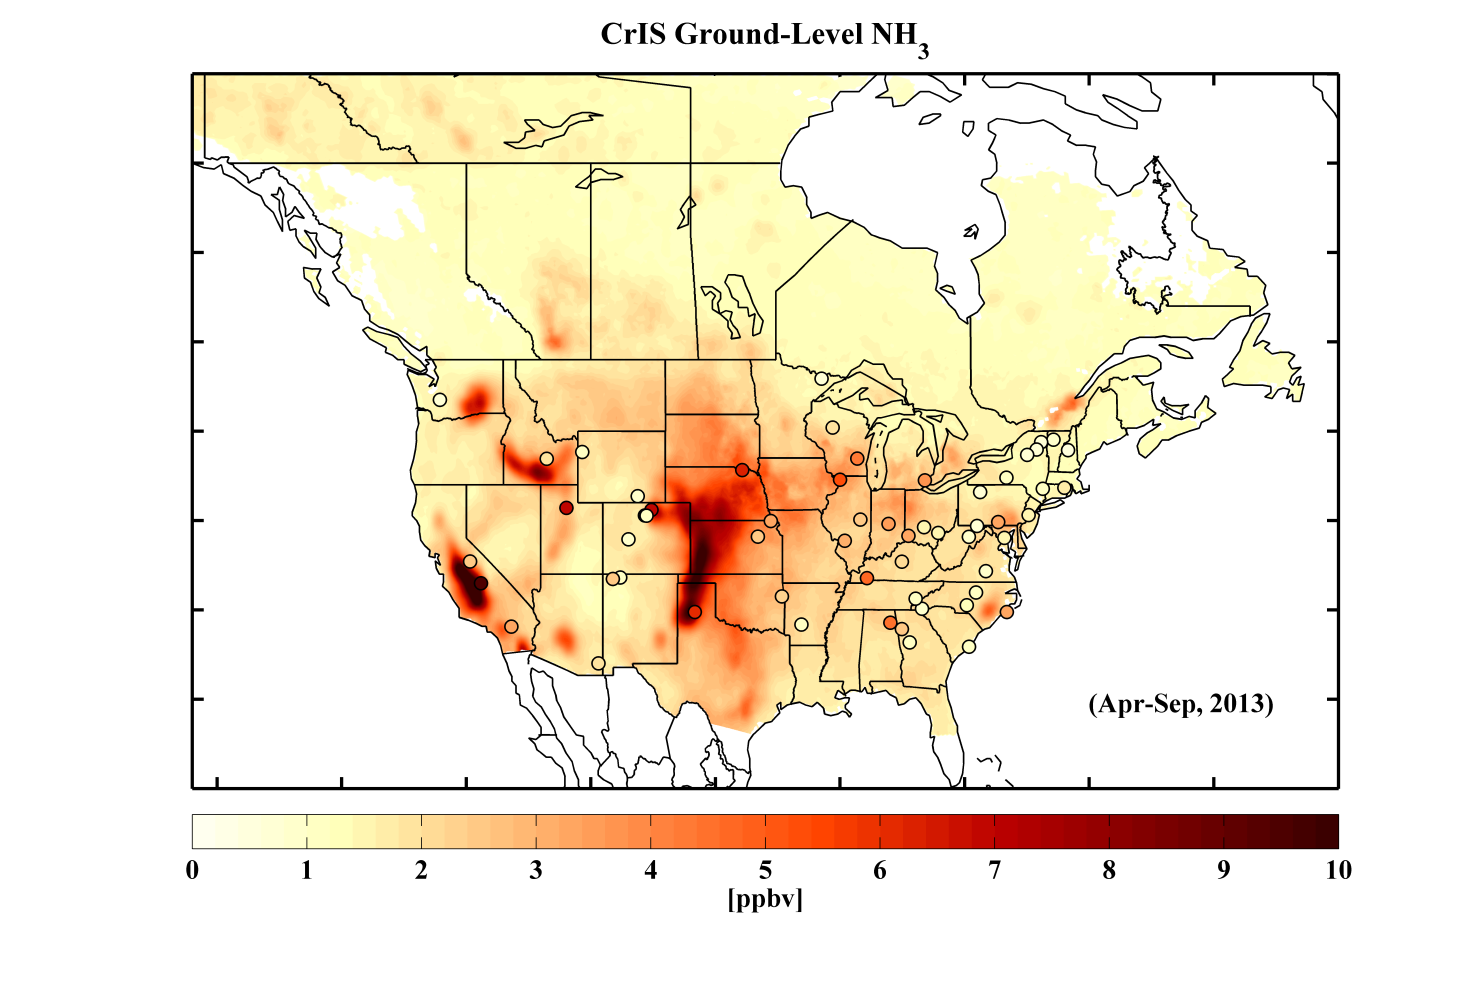 CrIS Ground-Level NH₃
(Apr-Sep, 2013)
0 1 2 3 4 5 6 7 8 9 10
[ppbv]